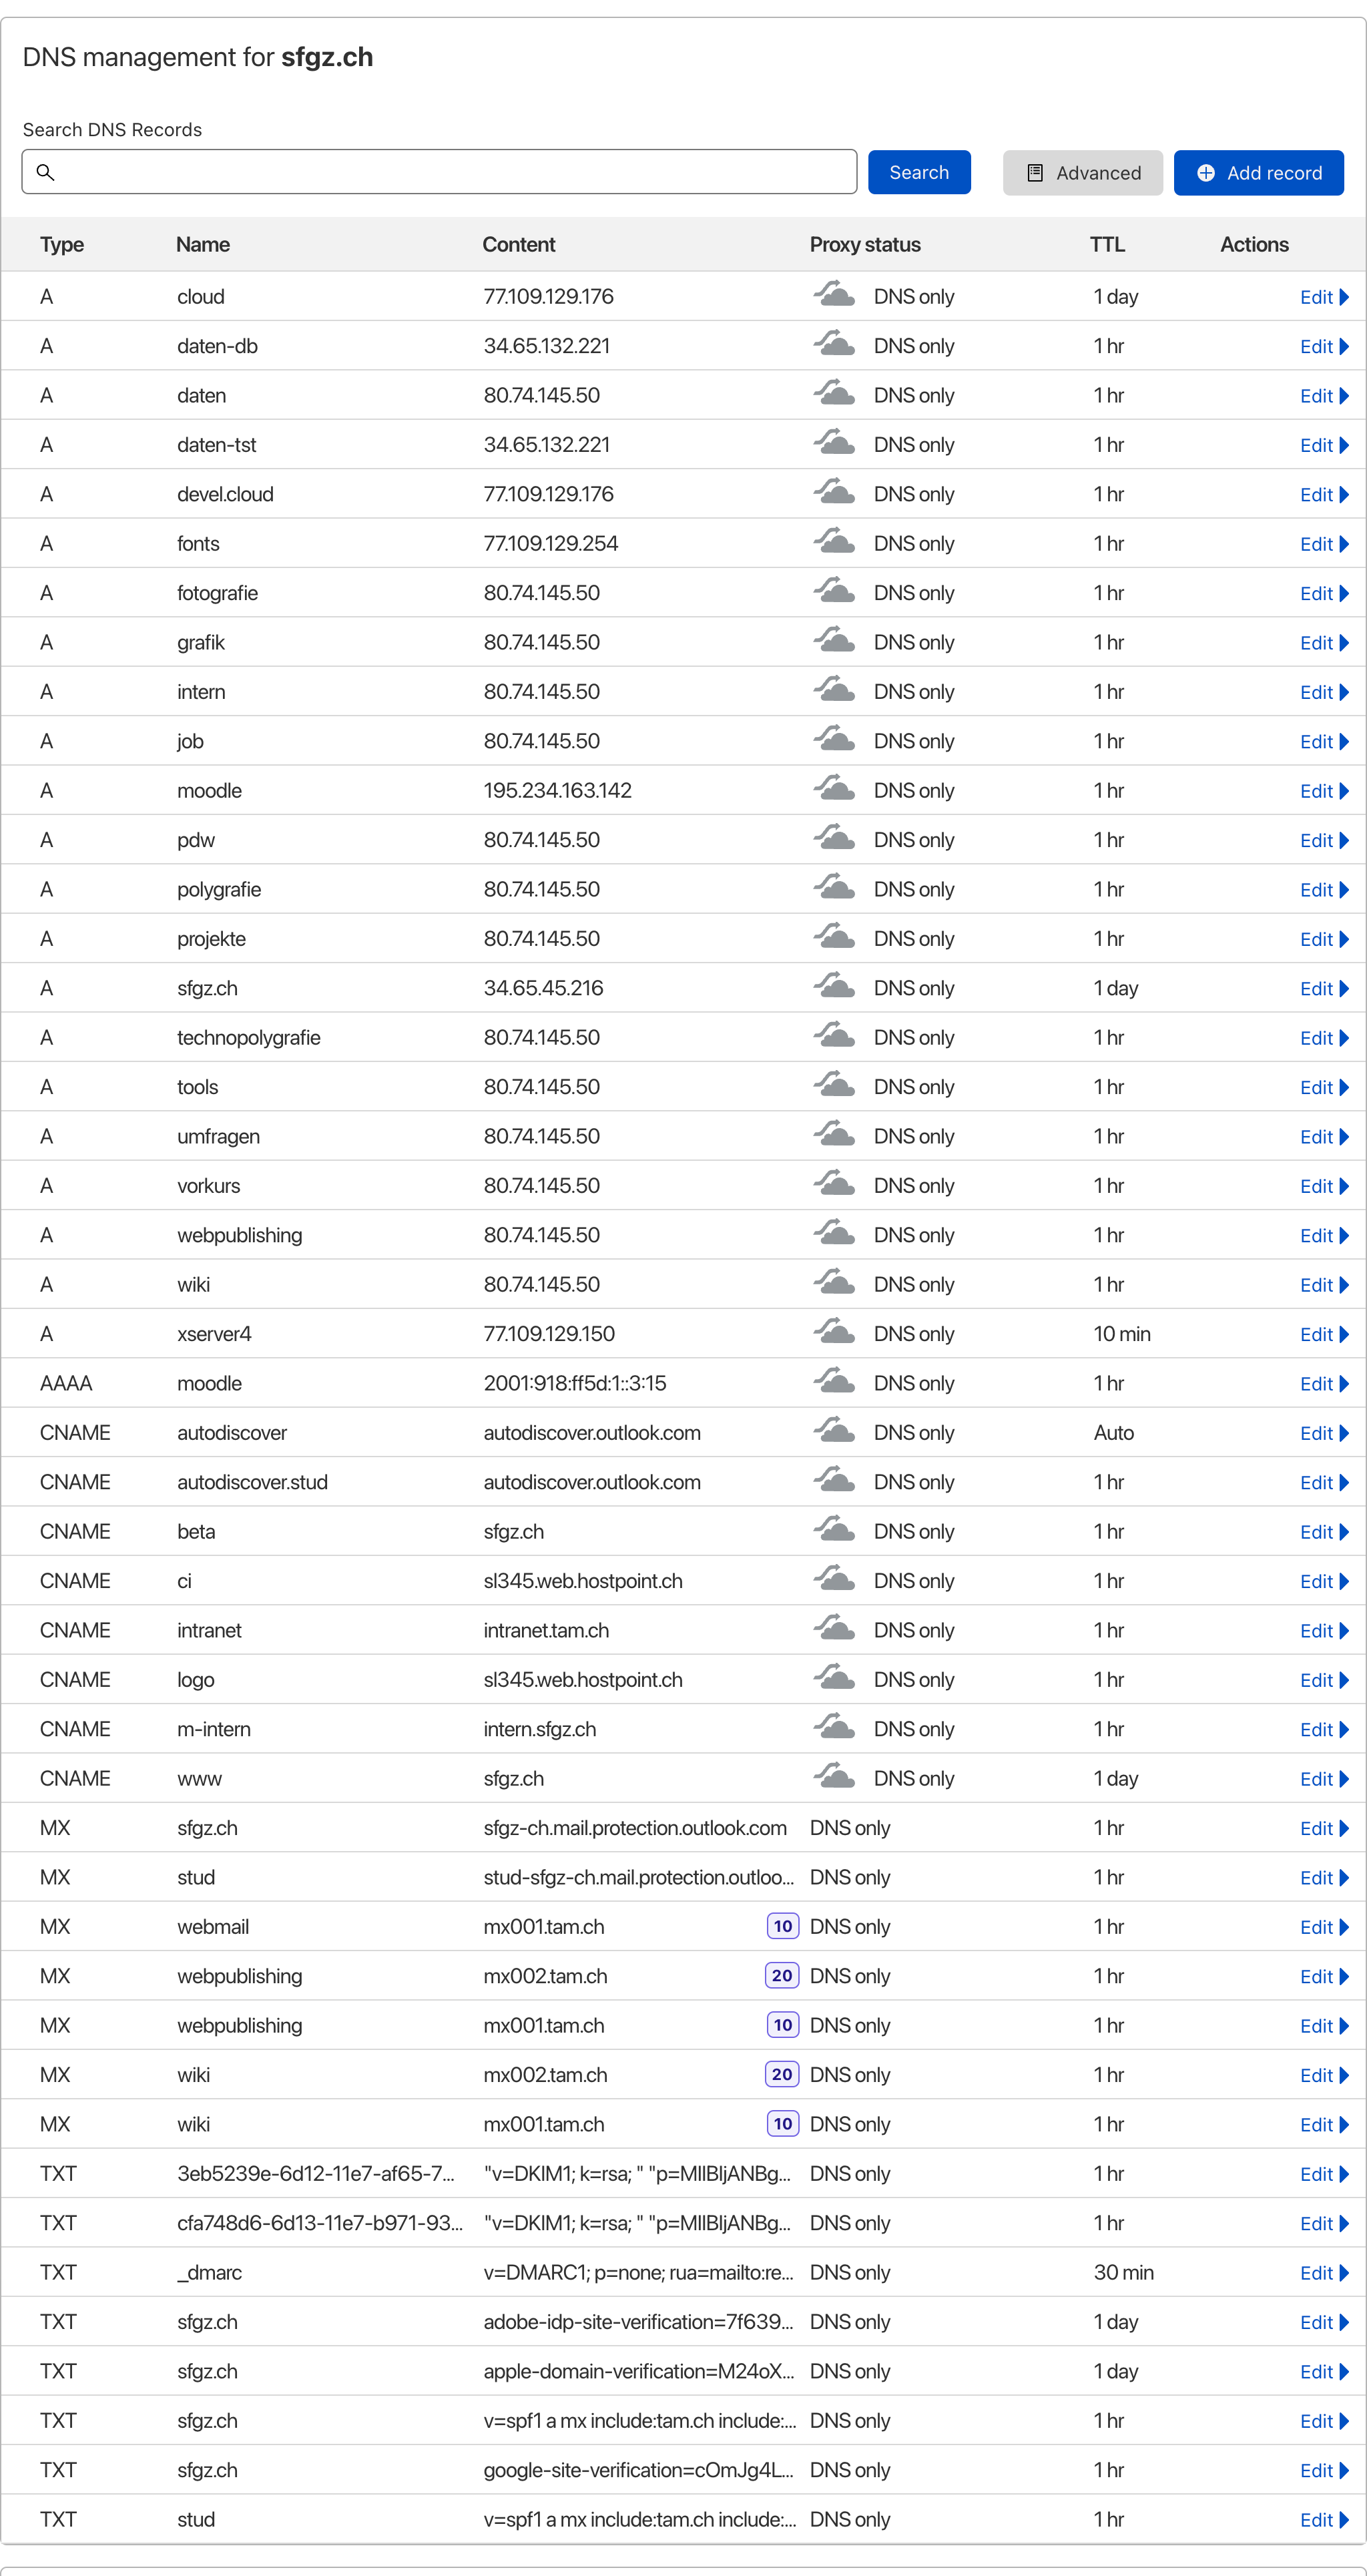 DNS management for sfgz.ch
Search DNS Records
Search Advanced Add record
Type Name Content Proxy status TTL Actions
A cloud 77.109.129.176 DNS only 1 day Edit
A daten-db 34.65.132.221 DNS only 1 hr Edit
A daten 80.74.145.50 DNS only 1 hr Edit
A daten-tst 34.65.132.221 DNS only 1 hr Edit
A devel.cloud 77.109.129.176 DNS only 1 hr Edit
A fonts 77.109.129.254 DNS only 1 hr Edit
A fotografie 80.74.145.50 DNS only 1 hr Edit
A grafik 80.74.145.50 DNS only 1 hr Edit
A intern 80.74.145.50 DNS only 1 hr Edit
A job 80.74.145.50 DNS only 1 hr Edit
A moodle 195.234.163.142 DNS only 1 hr Edit
A pdw 80.74.145.50 DNS only 1 hr Edit
A polygrafie 80.74.145.50 DNS only 1 hr Edit
A projekte 80.74.145.50 DNS only 1 hr Edit
A sfgz.ch 34.65.45.216 DNS only 1 day Edit
A technopolygrafie 80.74.145.50 DNS only 1 hr Edit
A tools 80.74.145.50 DNS only 1 hr Edit
A umfragen 80.74.145.50 DNS only 1 hr Edit
A vorkurs 80.74.145.50 DNS only 1 hr Edit
A webpublishing 80.74.145.50 DNS only 1 hr Edit
A wiki 80.74.145.50 DNS only 1 hr Edit
A xserver4 77.109.129.150 DNS only 10 min Edit
AAAA moodle 2001:918:ff5d:1::3:15 DNS only 1 hr Edit
CNAME autodiscover autodiscover.outlook.com DNS only Auto Edit
CNAME autodiscover.stud autodiscover.outlook.com DNS only 1 hr Edit
CNAME beta sfgz.ch DNS only 1 hr Edit
CNAME ci sl345.web.hostpoint.ch DNS only 1 hr Edit
CNAME intranet intranet.tam.ch DNS only 1 hr Edit
CNAME logo sl345.web.hostpoint.ch DNS only 1 hr Edit
CNAME m-intern intern.sfgz.ch DNS only 1 hr Edit
CNAME www sfgz.ch DNS only 1 day Edit
MX sfgz.ch sfgz-ch.mail.protection.outlook.com DNS only 1 hr Edit
MX stud stud-sfgz-ch.mail.protection.outloo... DNS only 1 hr Edit
MX webmail mx001.tam.ch 10 DNS only 1 hr Edit
MX webpublishing mx002.tam.ch 20 DNS only 1 hr Edit
MX webpublishing mx001.tam.ch 10 DNS only 1 hr Edit
MX wiki mx002.tam.ch 20 DNS only 1 hr Edit
MX wiki mx001.tam.ch 10 DNS only 1 hr Edit
TXT 3eb5239e-6d12-11e7-af65-7... "v=DKIM1; k=rsa; " "p=MIIBIjANBg... DNS only 1 hr Edit
TXT cfa748d6-6d13-11e7-b971-93... "v=DKIM1; k=rsa; " "p=MIIBIjANBg... DNS only 1 hr Edit
TXT _dmarc v=DMARC1; p=none; rua=mailto:re... DNS only 30 min Edit
TXT sfgz.ch adobe-idp-site-verification=7f639... DNS only 1 day Edit
TXT sfgz.ch apple-domain-verification=M24oX... DNS only 1 day Edit
TXT sfgz.ch v=spf1 a mx include:tam.ch include:... DNS only 1 hr Edit
TXT sfgz.ch google-site-verification=cOmJg4L... DNS only 1 hr Edit
TXT stud v=spf1 a mx include:tam.ch include:... DNS only 1 hr Edit